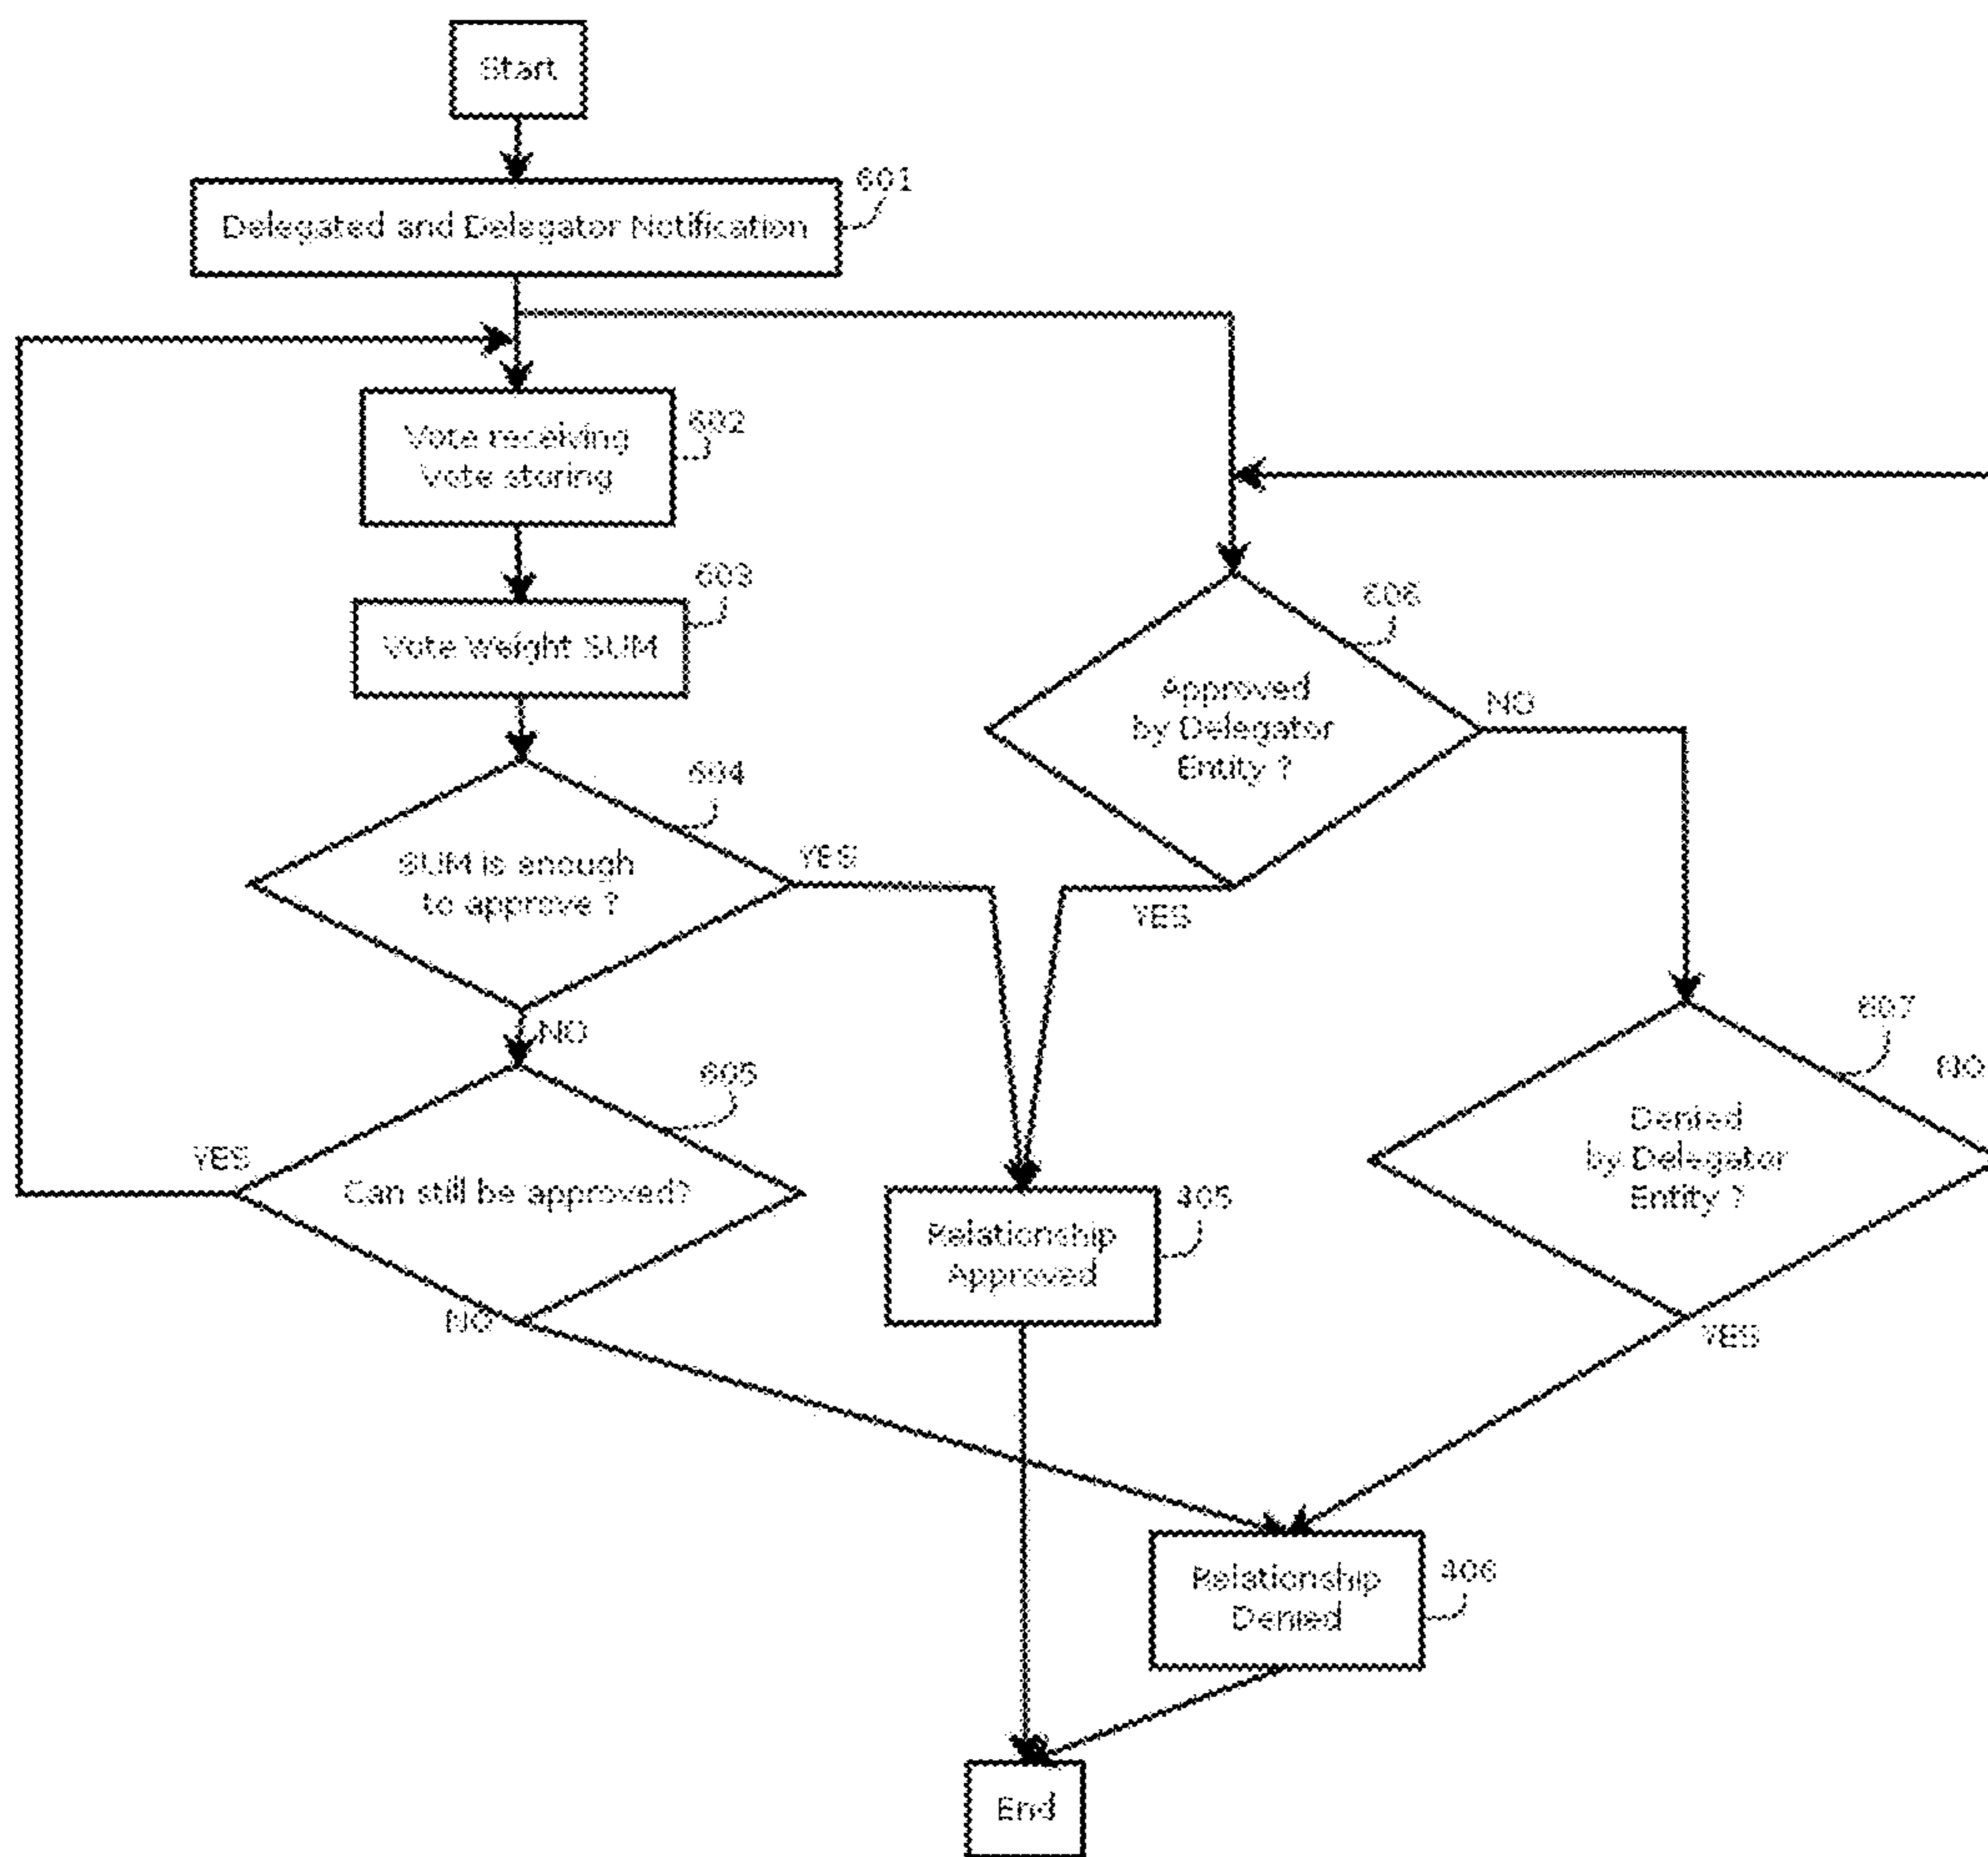 Start
601
Delegated and Delegator Notification
602
Vote receiving
Vote storing
603
Vote Weight SUM
604
SUM is enough
to approve ?
YES
NO
605
Can still be approved?
YES
NO
606
Approved
by Delegator
Entity ?
NO
YES
607
NO
Denied
by Delegator
Entity ?
YES
405
Relationship
Approved
406
Relationship
Denied
End